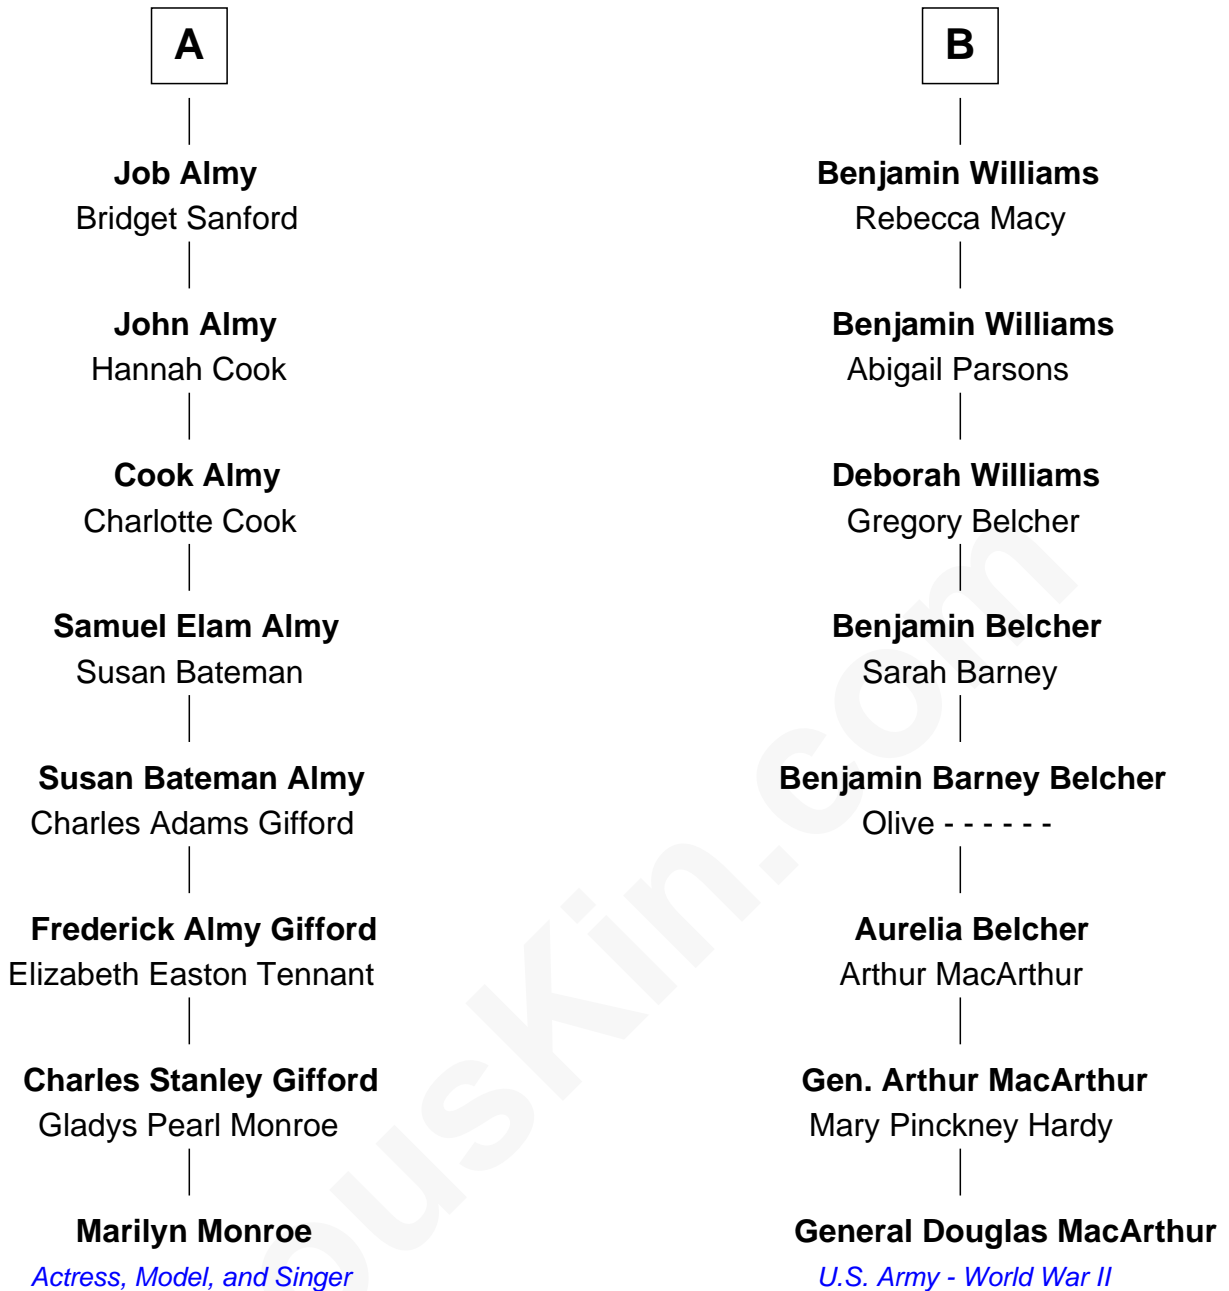 A
Job Almy
Bridget Sanford
John Almy
Hannah Cook
Cook Almy
Charlotte Cook
Samuel Elam Almy
Susan Bateman
Susan Bateman Almy
Charles Adams Gifford
Frederick Almy Gifford
Elizabeth Easton Tennant
Charles Stanley Gifford
Gladys Pearl Monroe
Marilyn Monroe
Actress, Model, and Singer
B
Benjamin Williams
Rebecca Macy
Benjamin Williams
Abigail Parsons
Deborah Williams
Gregory Belcher
Benjamin Belcher
Sarah Barney
Benjamin Barney Belcher
Olive - - - - - -
Aurelia Belcher
Arthur MacArthur
Gen. Arthur MacArthur
Mary Pinckney Hardy
General Douglas MacArthur
U.S. Army - World War II
ousKin.com